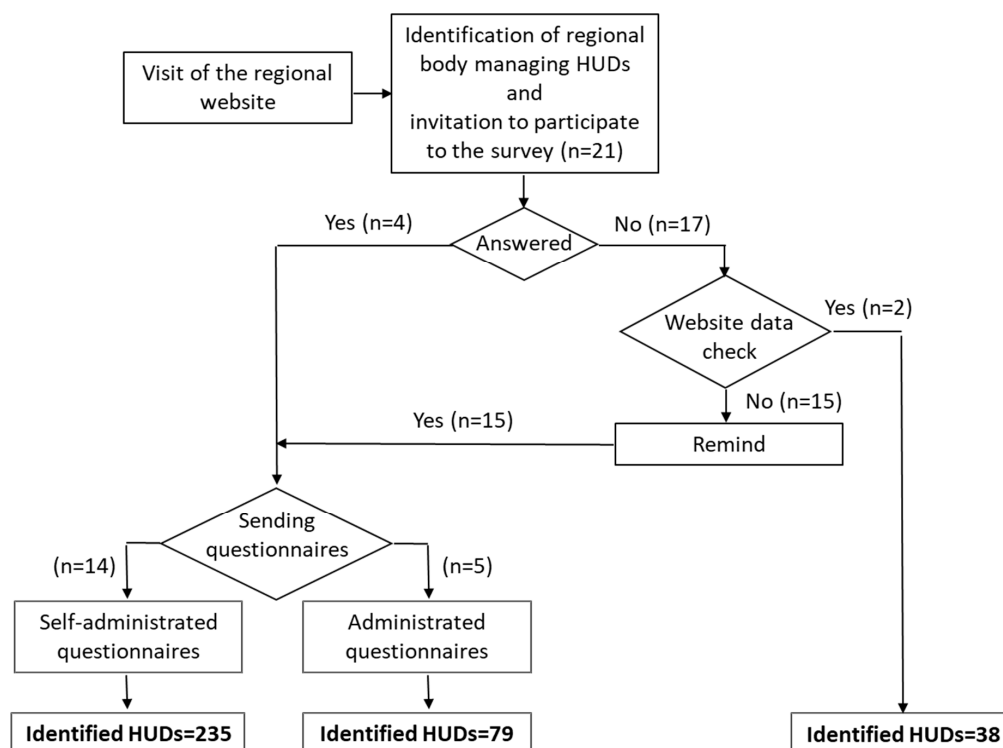 Visit of the regional
website
Identification of regional
body managing HUDs
and
invitation to participate
to the survey (n=21)
Yes (n=4)
Answered
No (n=17)
Website data
check
Yes (n=2)
No (n=15)
Yes (n=15)
Remind
Sending
questionnaires
(n=14)
(n=5)
Self-administrated
questionnaires
Administrated
questionnaires
Identified HUDs=235
Identified HUDs=79
Identified HUDs=38